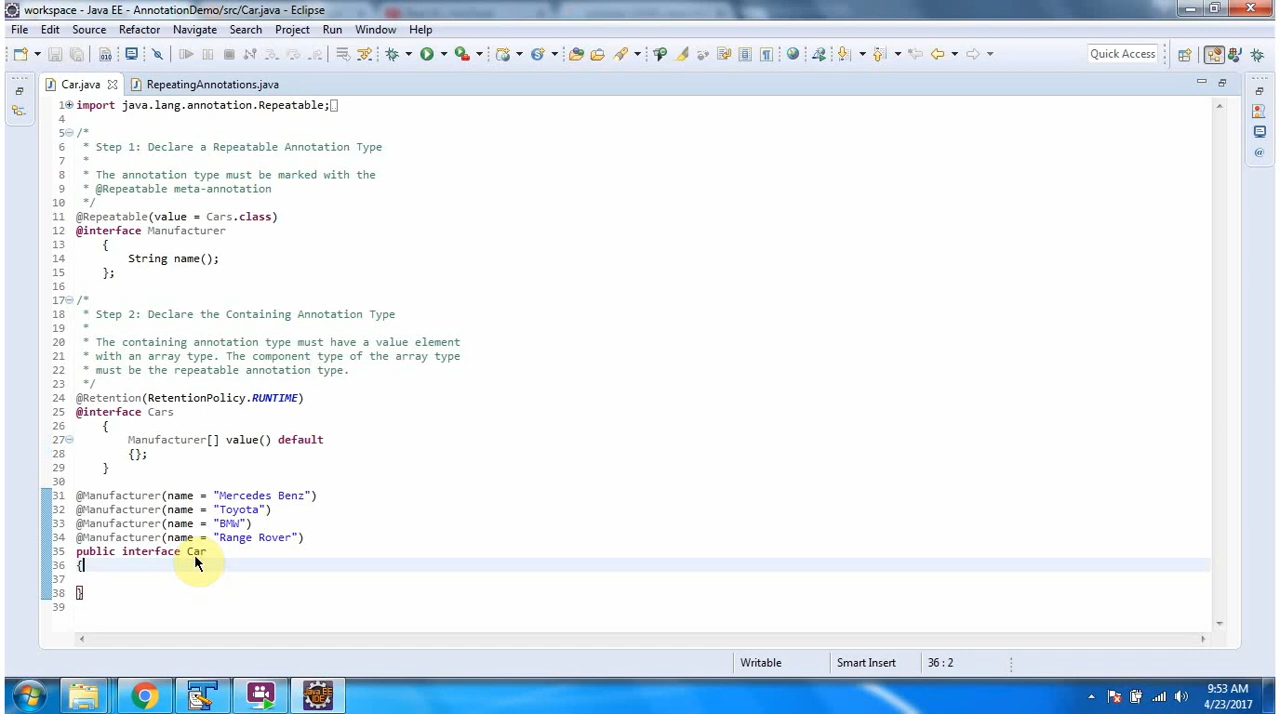 workspace - Java EE - AnnotationDemo/src/Car.java - Eclipse
File Edit Source Refactor Navigate Search Project Run Window Help
Quick Access
Car.java RepeatingAnnotations.java
1 import java.lang.annotation.Repeatable;
4
5 /*
6 * Step 1: Declare a Repeatable Annotation Type
7 *
8 * The annotation type must be marked with the
9 * @Repeatable meta-annotation
10 */
11 @Repeatable(value = Cars.class)
12 @interface Manufacturer
13 {
14 String name();
15 };
16
17 /*
18 * Step 2: Declare the Containing Annotation Type
19 *
20 * The containing annotation type must have a value element
21 * with an array type. The component type of the array type
22 * must be the repeatable annotation type.
23 */
24 @Retention(RetentionPolicy.RUNTIME)
25 @interface Cars
26 {
27 Manufacturer[] value() default
28 {};
29 }
30
31 @Manufacturer(name = "Mercedes Benz")
32 @Manufacturer(name = "Toyota")
33 @Manufacturer(name = "BMW")
34 @Manufacturer(name = "Range Rover")
35 public interface Car
36 {
37
38 }
39
Writable Smart Insert 36 : 2
Java EE IDE
9:53 AM
4/23/2017